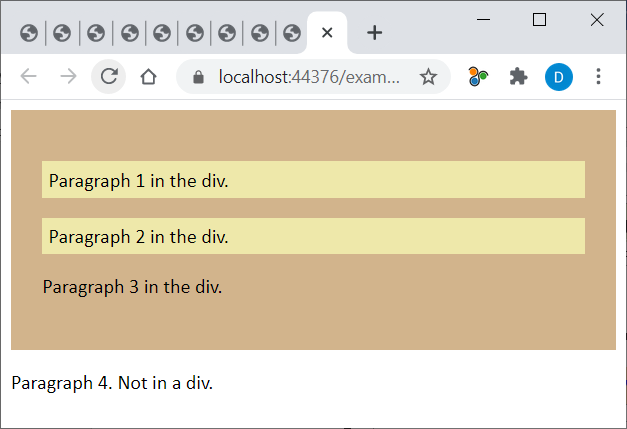 localhost:44376/exam...
D
Paragraph 1 in the div.
Paragraph 2 in the div.
Paragraph 3 in the div.
Paragraph 4. Not in a div.